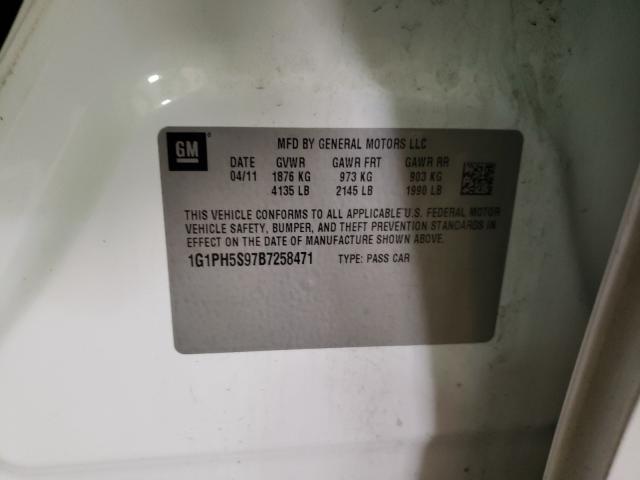 GM
MFD BY GENERAL MOTORS LLC
DATE GVWR GAWR FRT GAWR RR
04/11 1876 KG 973 KG 903 KG
4135 LB 2145 LB 1990 LB
THIS VEHICLE CONFORMS TO ALL APPLICABLE U.S. FEDERAL MOTOR
VEHICLE SAFETY, BUMPER, AND THEFT PREVENTION STANDARDS IN
EFFECT ON THE DATE OF MANUFACTURE SHOWN ABOVE.
1G1PH5S97B7258471 TYPE: PASS CAR